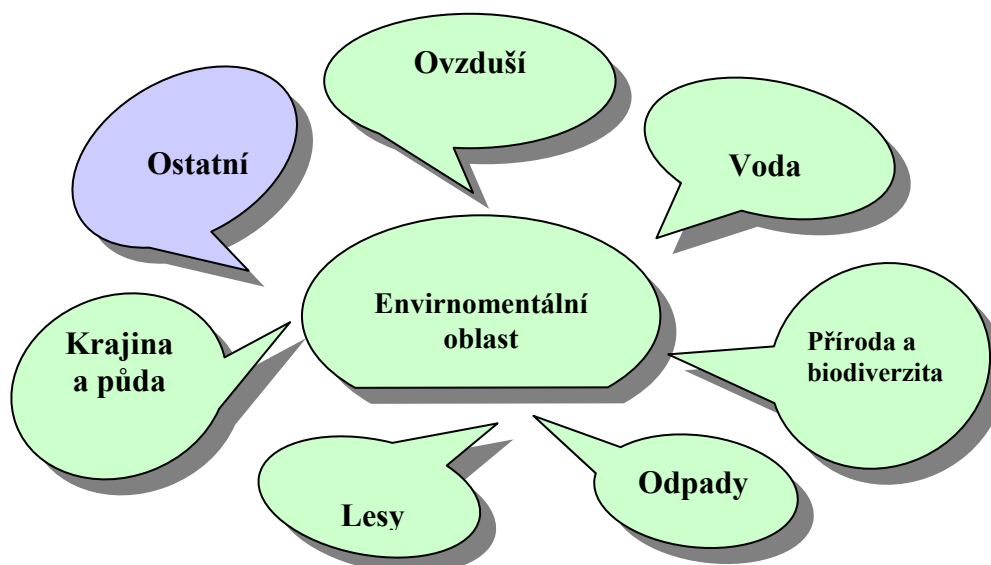 Ovzduší
Ostatní
Voda
Envirnomentální
oblast
Krajina
a půda
Příroda a
biodiverzita
Odpady
Lesy